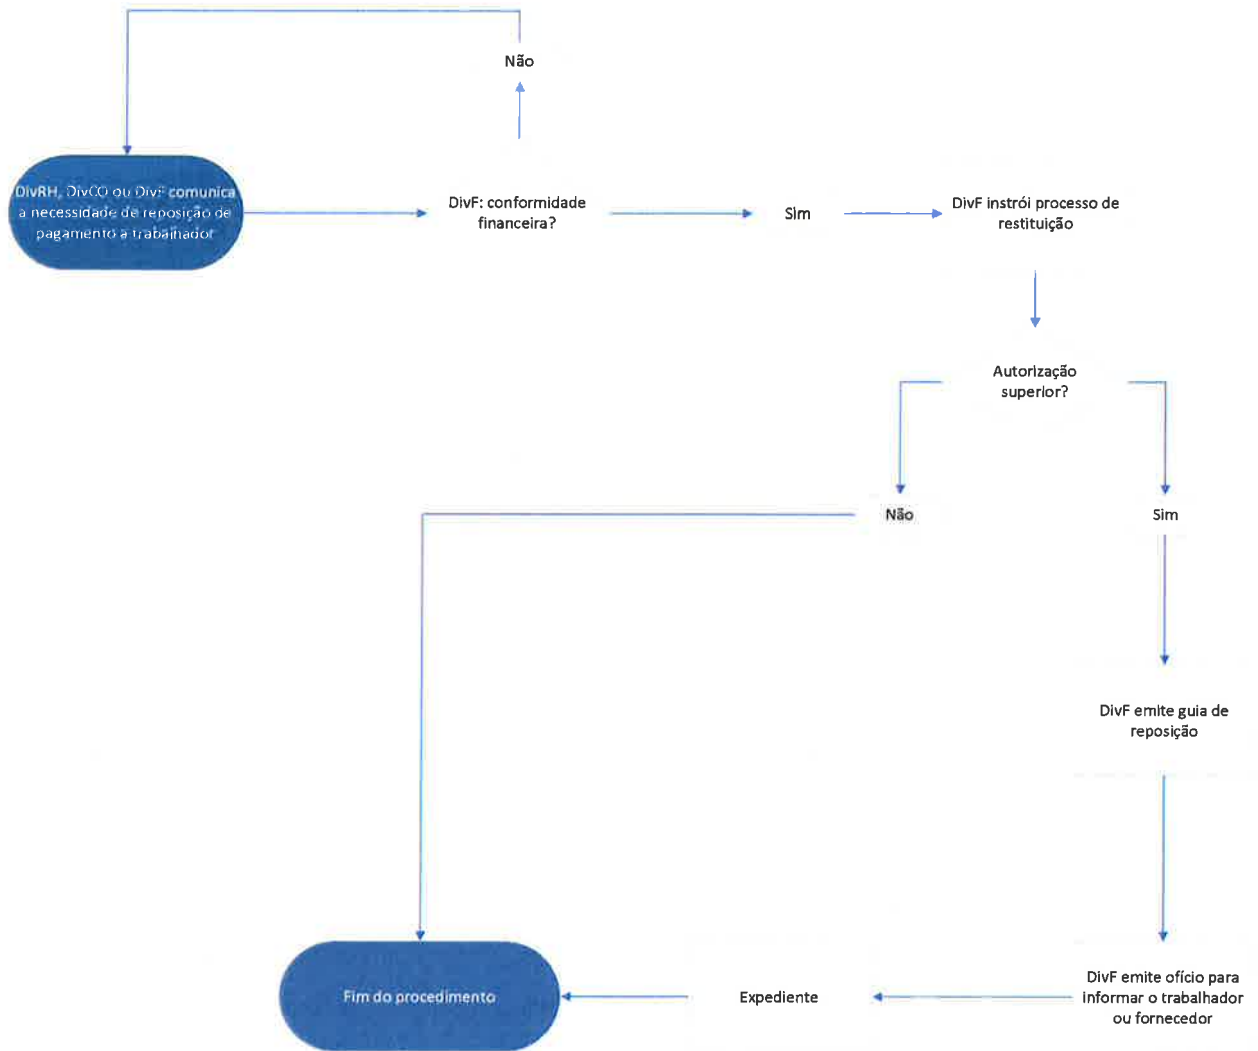 Não
DivRH, DivCO ou DivF comunica
a necessidade de reposição de
pagamento a trabalhador
DivF: conformidade
financeira?
Sim
DivF instrói processo de
restituição
Autorização
superior?
Não
Sim
DivF emite guia de
reposição
DivF emite ofício para
informar o trabalhador
ou fornecedor
Expediente
Fim do procedimento